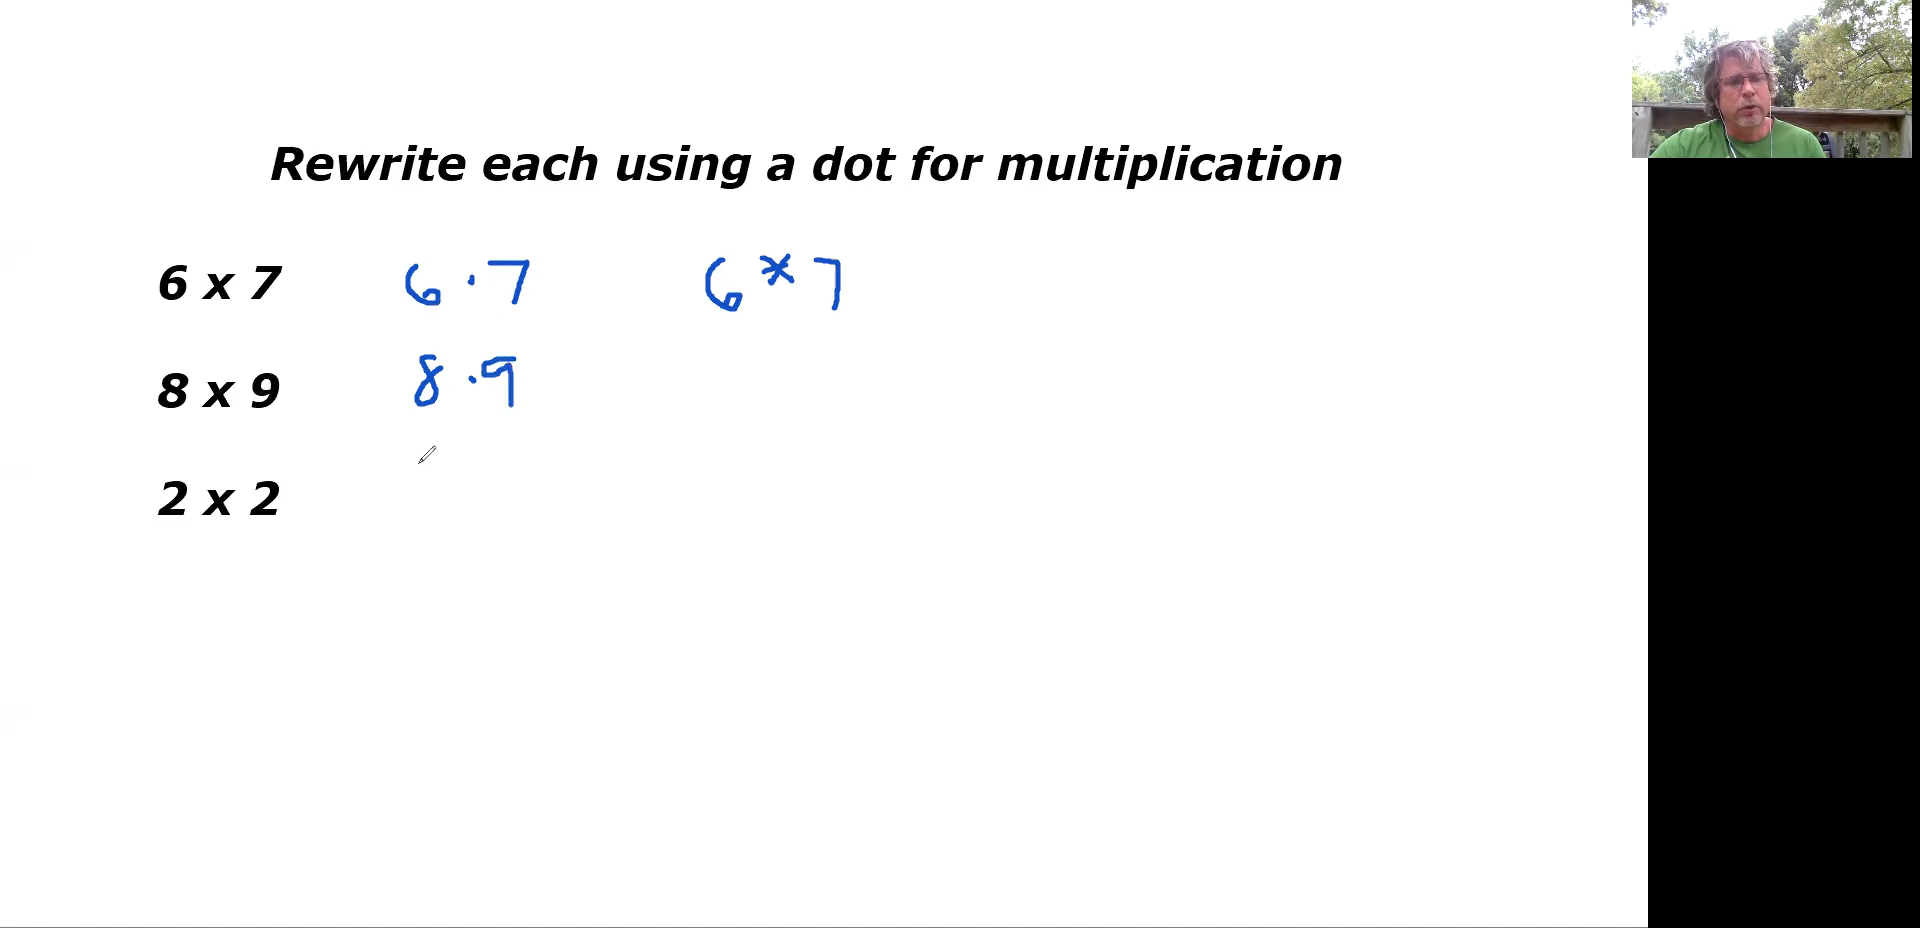 Rewrite each using a dot for multiplication
6 x 7 6 · 7 6 * 7
8 x 9 8 · 9
2 x 2